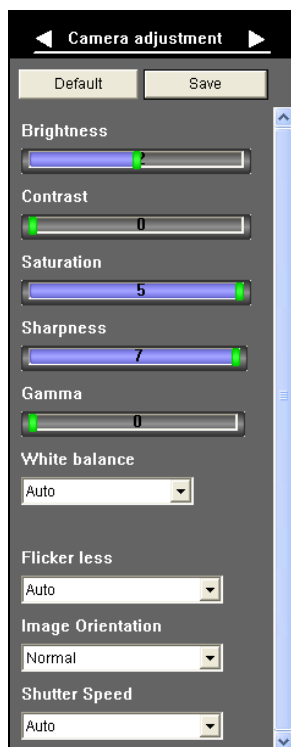 Camera adjustment
Default Save
Brightness
2
Contrast
0
Saturation
5
Sharpness
7
Gamma
0
White balance
Auto
Flicker less
Auto
Image Orientation
Normal
Shutter Speed
Auto